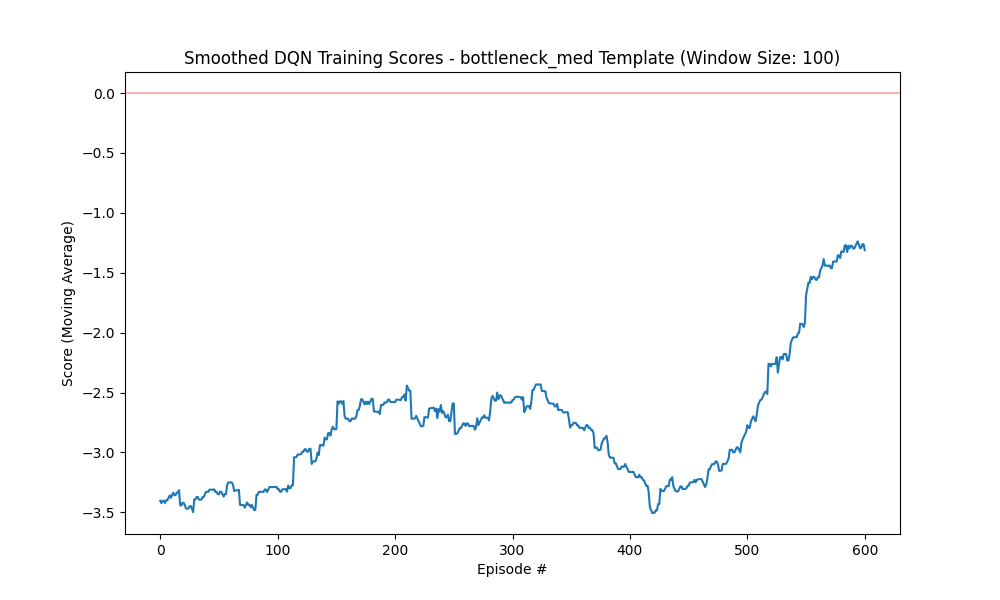 Smoothed DQN Training Scores - bottleneck_med Template (Window Size: 100)
0.0
−0.5
−1.0
−1.5
−2.0
−2.5
−3.0
−3.5
Score (Moving Average)
0 100 200 300 400 500 600
Episode #